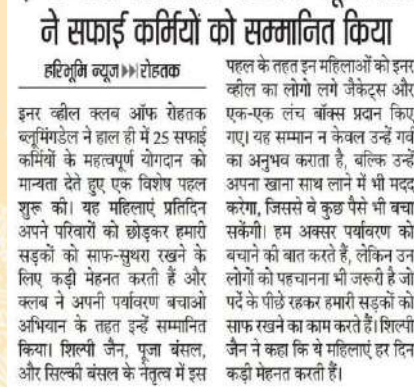 ने सफाई कर्मियों को सम्मानित किया
हरिभूमि न्यूज▶▶रोहतक
इनर व्हील क्लब ऑफ रोहतक
ब्लूमिंगडेल ने हाल ही में 25 सफाई
कर्मियों के महत्वपूर्ण योगदान को
मान्यता देते हुए एक विशेष पहल
शुरू की। यह महिलाएं प्रतिदिन
अपने परिवारों को छोड़कर हमारी
सड़कों को साफ-सुथरा रखने के
लिए कड़ी मेहनत करती हैं और
क्लब ने अपनी पर्यावरण बचाओ
अभियान के तहत इन्हें सम्मानित
किया। शिल्पी जैन, पूजा बंसल,
और सिल्की बंसल के नेतृत्व में इस
पहल के तहत इन महिलाओं को इनर
व्हील का लोगो लगे जैकेट्स और
एक-एक लंच बॉक्स प्रदान किए
गए। यह सम्मान न केवल उन्हें गर्व
का अनुभव कराता है, बल्कि उन्हें
अपना खाना साथ लाने में भी मदद
करेगा, जिससे वे कुछ पैसे भी बचा
सकेंगी। हम अक्सर पर्यावरण को
बचाने की बात करते हैं, लेकिन उन
लोगों को पहचानना भी जरूरी है जो
पर्दे के पीछे रहकर हमारी सड़कों को
साफ रखने का काम करते हैं। शिल्पी
जैन ने कहा कि ये महिलाएं हर दिन
कड़ी मेहनत करती हैं।